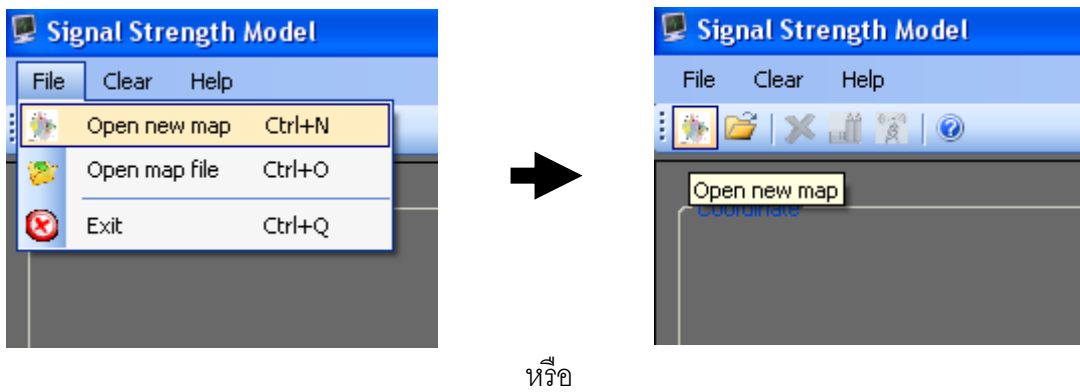 Signal Strength Model
File Clear Help
Open new map Ctrl+N
Open map file Ctrl+O
Exit Ctrl+Q
Signal Strength Model
File Clear Help
Open new map
Coordinate
หรือ